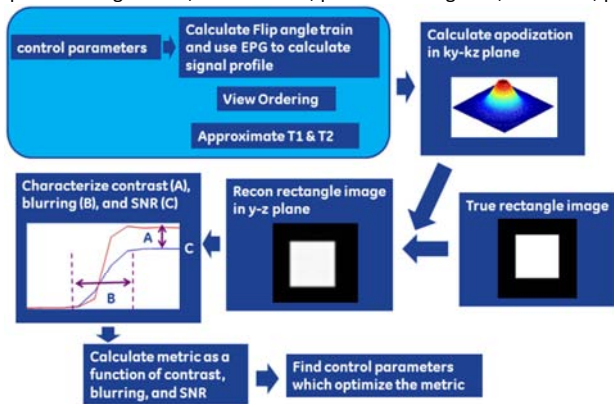 control parameters
Calculate Flip angle train
and use EPG to calculate
signal profile
View Ordering
Approximate T1 & T2
Calculate apodization
in ky-kz plane
Characterize contrast (A),
blurring (B), and SNR (C)
A
B
C
Recon rectangle image
in y-z plane
True rectangle image
Calculate metric as a
function of contrast,
blurring, and SNR
Find control parameters
which optimize the metric